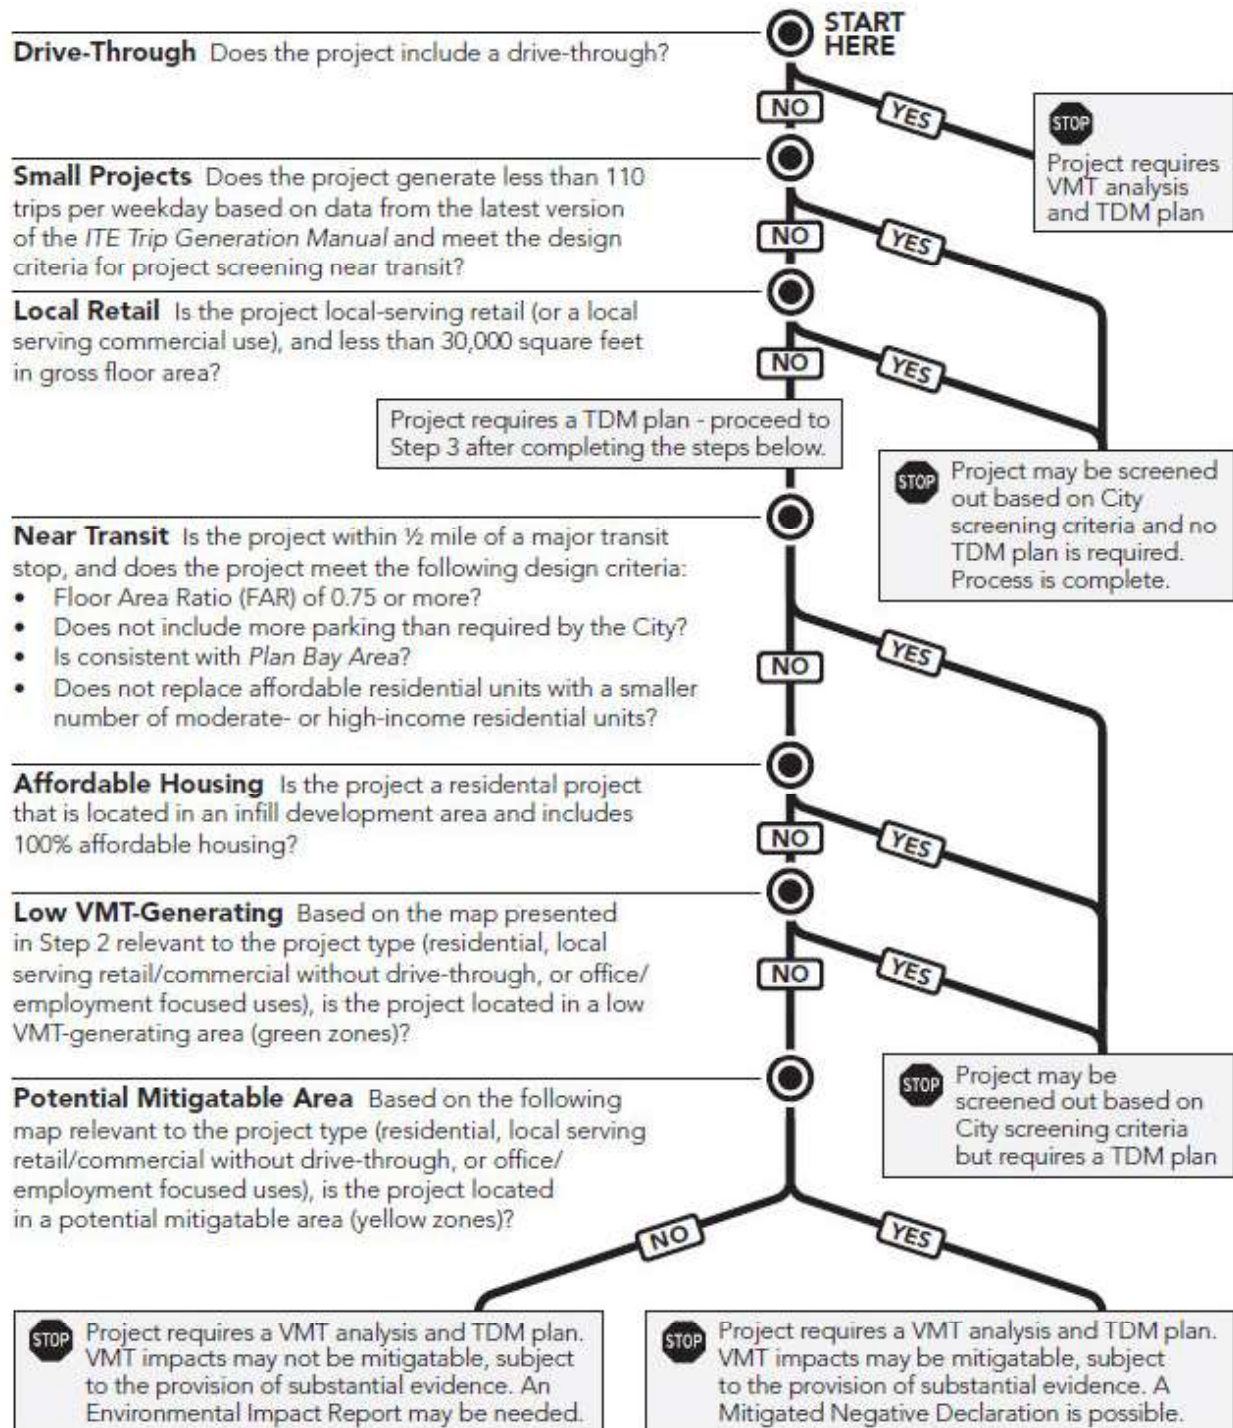 START
HERE
Drive-Through Does the project include a drive-through?
NO
YES
STOP
Project requires
VMT analysis
and TDM plan
Small Projects Does the project generate less than 110
trips per weekday based on data from the latest version
of the ITE Trip Generation Manual and meet the design
criteria for project screening near transit?
NO
YES
Local Retail Is the project local-serving retail (or a local
serving commercial use), and less than 30,000 square feet
in gross floor area?
NO
YES
Project requires a TDM plan - proceed to
Step 3 after completing the steps below.
STOP
Project may be screened
out based on City
screening criteria and no
TDM plan is required.
Process is complete.
Near Transit Is the project within ½ mile of a major transit
stop, and does the project meet the following design criteria:
• Floor Area Ratio (FAR) of 0.75 or more?
• Does not include more parking than required by the City?
• Is consistent with Plan Bay Area?
• Does not replace affordable residential units with a smaller
number of moderate- or high-income residential units?
NO
YES
Affordable Housing Is the project a residental project
that is located in an infill development area and includes
100% affordable housing?
NO
YES
Low VMT-Generating Based on the map presented
in Step 2 relevant to the project type (residential, local
serving retail/commercial without drive-through, or office/
employment focused uses), is the project located in a low
VMT-generating area (green zones)?
NO
YES
STOP
Project may be
screened out based on
City screening criteria
but requires a TDM plan
Potential Mitigatable Area Based on the following
map relevant to the project type (residential, local serving
retail/commercial without drive-through, or office/
employment focused uses), is the project located
in a potential mitigatable area (yellow zones)?
NO
YES
STOP
Project requires a VMT analysis and TDM plan.
VMT impacts may not be mitigatable, subject
to the provision of substantial evidence. An
Environmental Impact Report may be needed.
STOP
Project requires a VMT analysis and TDM plan.
VMT impacts may be mitigatable, subject
to the provision of substantial evidence. A
Mitigated Negative Declaration is possible.